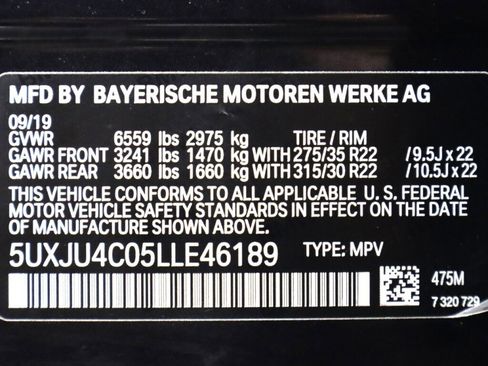 MFD BY BAYERISCHE MOTOREN WERKE AG
09/19
GVWR 6559 lbs 2975 kg TIRE / RIM
GAWR FRONT 3241 lbs 1470 kg WITH 275/35 R22 / 9.5J x 22
GAWR REAR 3660 lbs 1660 kg WITH 315/30 R22 / 10.5J x 22
THIS VEHICLE CONFORMS TO ALL APPLICABLE U. S. FEDERAL
MOTOR VEHICLE SAFETY STANDARDS IN EFFECT ON THE DATE
OF MANUFACTURE SHOWN ABOVE.
5UXJU4C05LLE46189 TYPE: MPV
475M
7 320 729